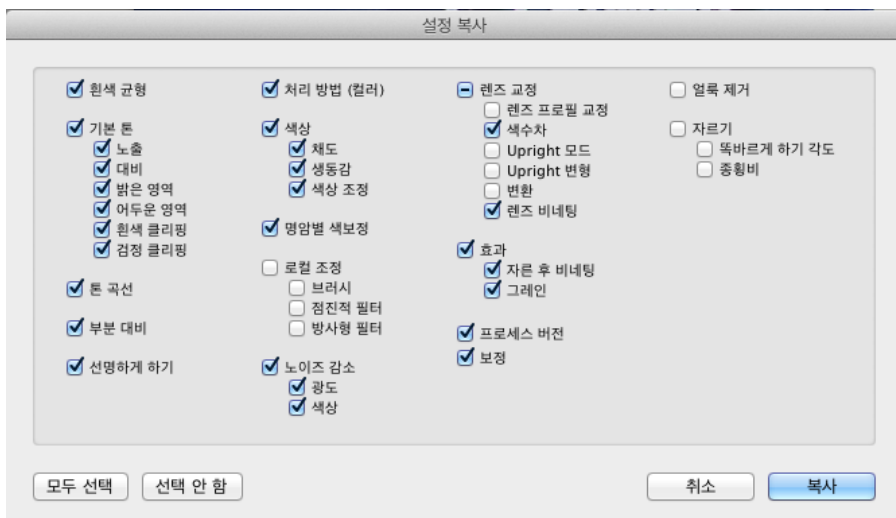 설정 복사
흰색 균형
기본 톤
노출
대비
밝은 영역
어두운 영역
흰색 클리핑
검정 클리핑
톤 곡선
부분 대비
선명하게 하기
처리 방법 (컬러)
색상
채도
생동감
색상 조정
명암별 색보정
로컬 조정
브러시
점진적 필터
방사형 필터
노이즈 감소
광도
색상
렌즈 교정
렌즈 프로필 교정
색수차
Upright 모드
Upright 변형
변환
렌즈 비네팅
효과
자른 후 비네팅
그레인
프로세스 버전
보정
얼룩 제거
자르기
똑바르게 하기 각도
종횡비
모두 선택
선택 안 함
취소
복사